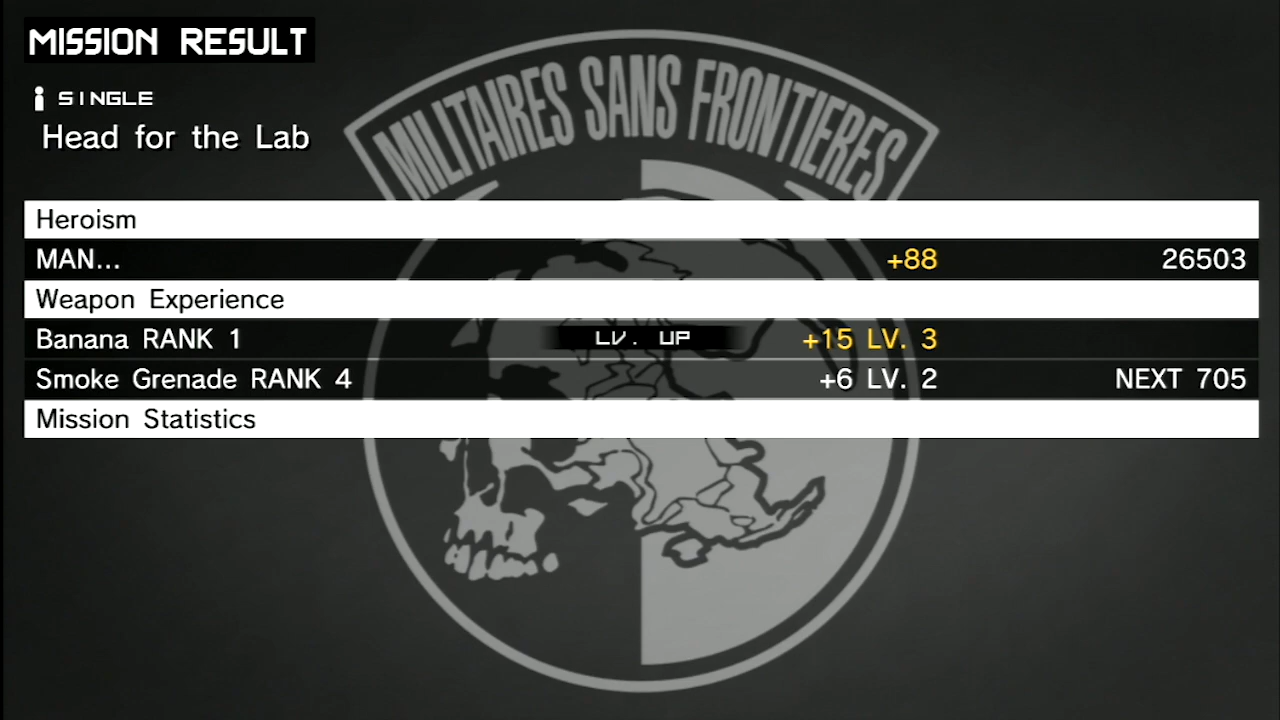 MISSION RESULT
SINGLE
Head for the Lab
MILITAIRES SANS FRONTIERES
Heroism
MAN... +88 26503
Weapon Experience
Banana RANK 1 LV. UP +15 LV. 3
Smoke Grenade RANK 4 +6 LV. 2 NEXT 705
Mission Statistics